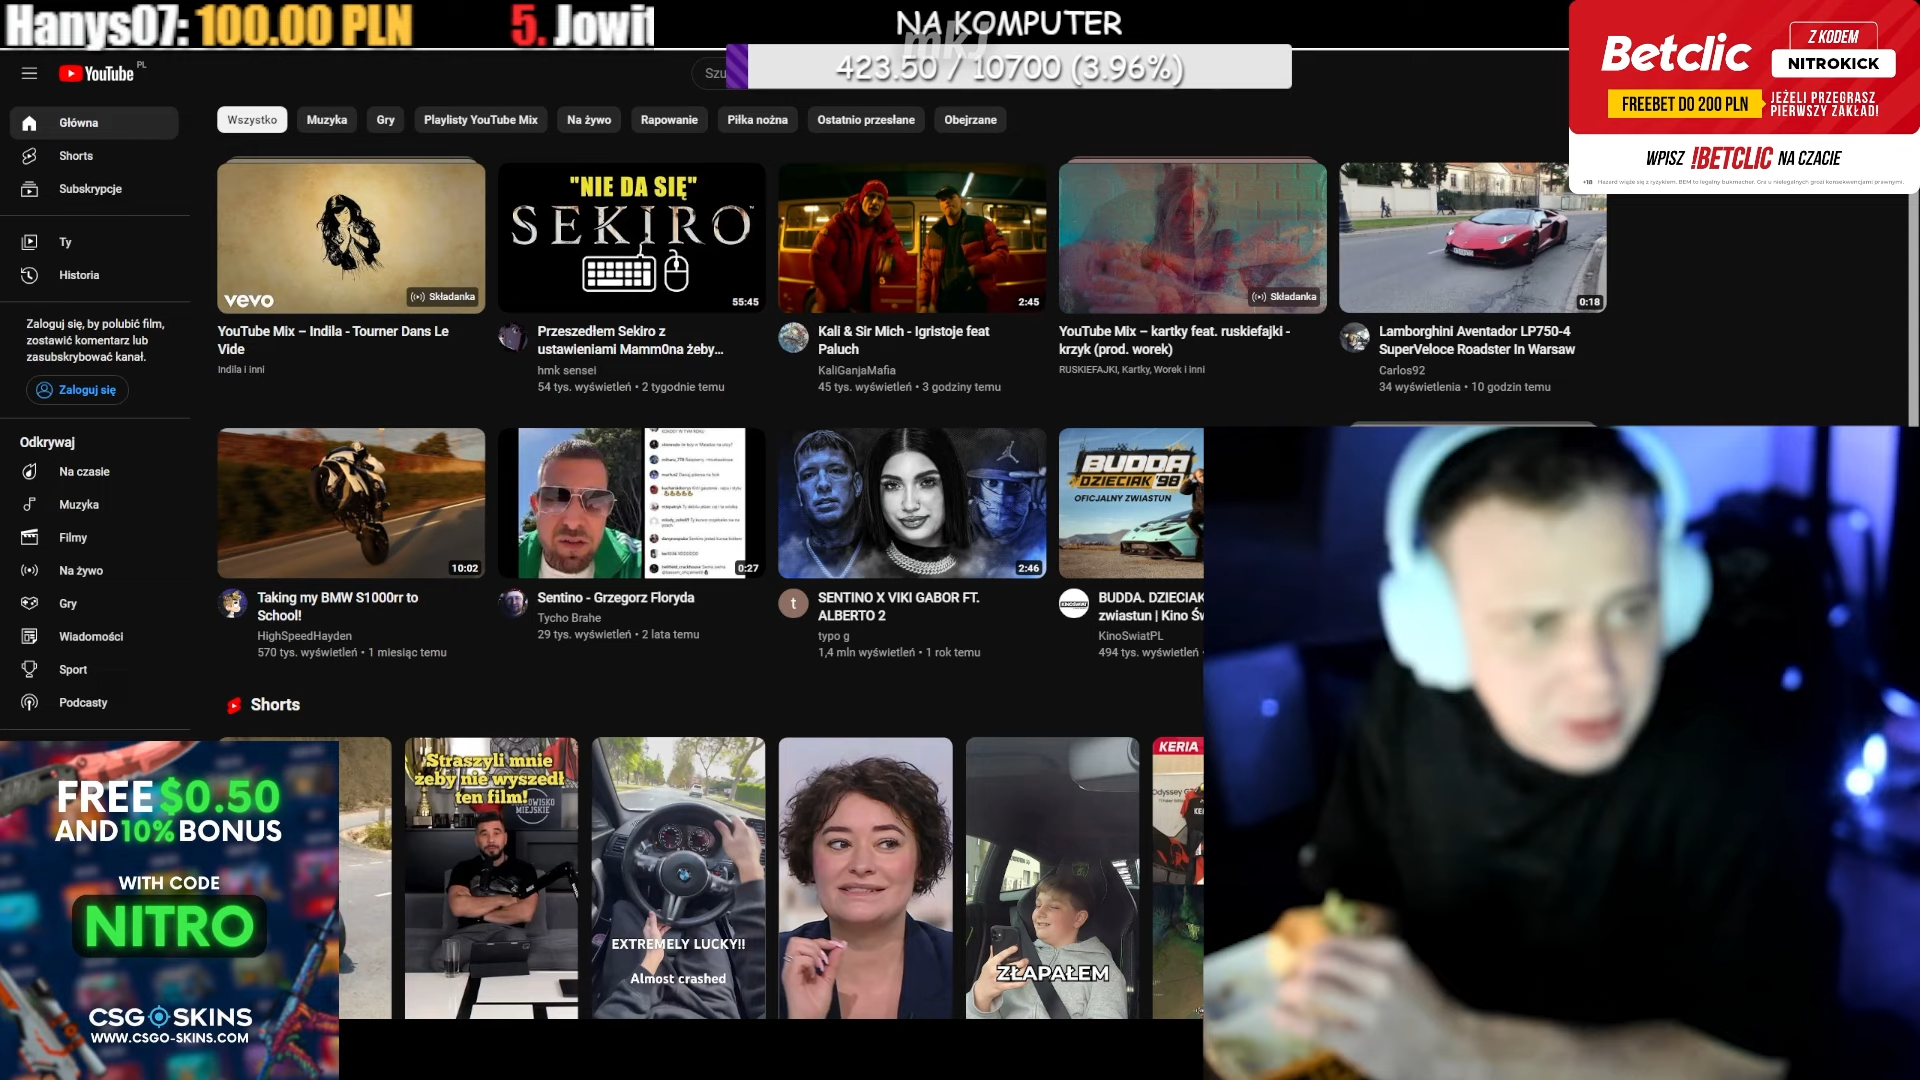 Hanys07: 100.00 PLN 5. Jowit
NA KOMPUTER
423.50 / 10700 (3.96%)
Betclic
Z KODEM
NITROKICK
FREEBET DO 200 PLN
JEŻELI PRZEGRASZ
PIERWSZY ZAKŁAD!
WPISZ !BETCLIC NA CZACIE
YouTube PL
Szu
Główna
Shorts
Subskrypcje
Ty
Historia
Zaloguj się, by polubić film,
zostawić komentarz lub
zasubskrybować kanał.
Zaloguj się
Odkrywaj
Na czasie
Muzyka
Filmy
Na żywo
Gry
Wiadomości
Sport
Podcasty
Wszystko
Muzyka
Gry
Playlisty YouTube Mix
Na żywo
Rapowanie
Piłka nożna
Ostatnio przesłane
Obejrzane
vevo
Składanka
YouTube Mix – Indila - Tourner Dans Le
Vide
Indila i inni
"NIE DA SIĘ"
SEKIRO
55:45
Przeszedłem Sekiro z
ustawieniami Mamm0na żeby...
hmk sensei
54 tys. wyświetleń • 2 tygodnie temu
2:45
Kali & Sir Mich - Igristoje feat
Paluch
KaliGanjaMafia
45 tys. wyświetleń • 3 godziny temu
Składanka
YouTube Mix – kartky feat. ruskiefajki -
krzyk (prod. worek)
RUSKIEFAJKI, Kartky, Worek i inni
0:18
Lamborghini Aventador LP750-4
SuperVeloce Roadster In Warsaw
Carlos92
34 wyświetlenia • 10 godzin temu
10:02
Taking my BMW S1000rr to
School!
HighSpeedHayden
570 tys. wyświetleń • 1 miesiąc temu
0:27
Sentino - Grzegorz Floryda
Tycho Brahe
29 tys. wyświetleń • 2 lata temu
2:46
t
SENTINO X VIKI GABOR FT.
ALBERTO 2
typo g
1,4 mln wyświetleń • 1 rok temu
BUDDA
DZIECIAK '98
OFICJALNY ZWIASTUN
BUDDA. DZIECIAK
zwiastun | Kino Św
KinoSwiatPL
494 tys. wyświetleń
Shorts
Straszyli mnie
żeby nie wyszedł
ten film!
EXTREMELY LUCKY!!
Almost crashed
ZŁAPAŁEM
KERIA
FREE $0.50
AND 10% BONUS
WITH CODE
NITRO
CSGO SKINS
WWW.CSGO-SKINS.COM